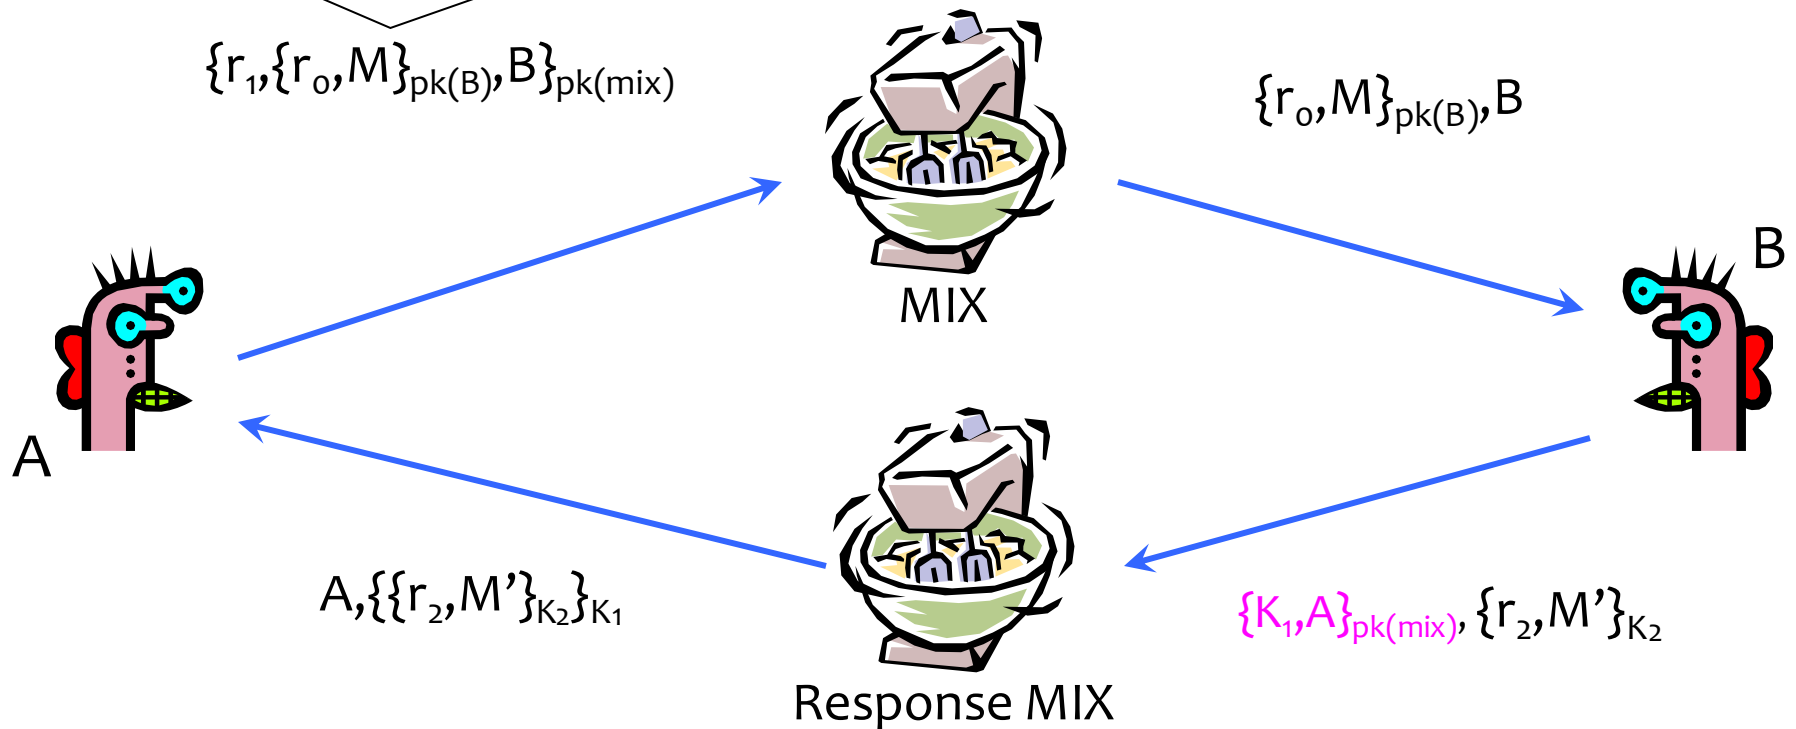 {r₁,{r₀,M}pk(B),B}pk(mix)
{r₀,M}pk(B),B
B
MIX
A
A,{{r₂,M’}K₂}K₁
{K₁,A}pk(mix),{r₂,M’}K₂
Response MIX